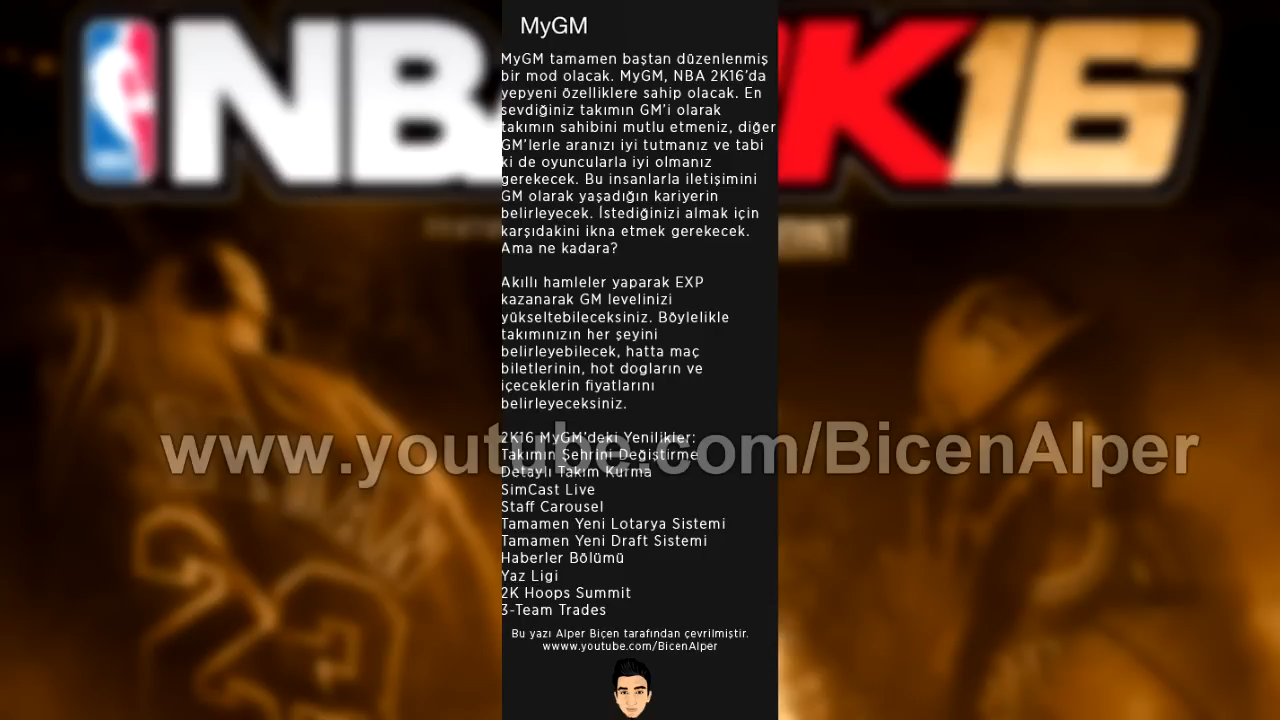 NBA 2K16
MyGM
MyGM tamamen baştan düzenlenmiş
bir mod olacak. MyGM, NBA 2K16'da
yepyeni özelliklere sahip olacak. En
sevdiğiniz takımın GM'i olarak
takımın sahibini mutlu etmeniz, diğer
GM'lerle aranızı iyi tutmanız ve tabi
ki de oyuncularla iyi olmanız
gerekecek. Bu insanlarla iletişimini
GM olarak yaşadığın kariyerin
belirleyecek. İstediğinizi almak için
karşıdakini ikna etmek gerekecek.
Ama ne kadara?
Akıllı hamleler yaparak EXP
kazanarak GM levelinizi
yükseltebileceksiniz. Böylelikle
takımınızın her şeyini
belirleyebilecek, hatta maç
biletlerinin, hot dogların ve
içeceklerin fiyatlarını
belirleyeceksiniz.
2K16 MyGM'deki Yenilikler:
www.youtube.com/BicenAlper
Takımın Şehrim Değiştirme
Detaylı Takım Kurma
SimCast Live
Staff Carousel
Tamamen Yeni Lotarya Sistemi
Tamamen Yeni Draft Sistemi
Haberler Bölümü
Yaz Ligi
2K Hoops Summit
3-Team Trades
Bu yazı Alper Biçen tarafından çevrilmiştir.
wwww.youtube.com/BicenAlper